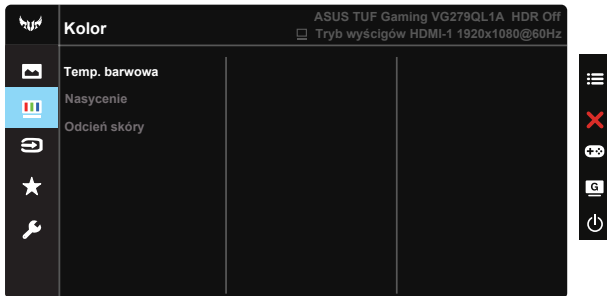 Kolor
ASUS TUF Gaming VG279QL1A HDR Off
Tryb wyścigów HDMI-1 1920x1080@60Hz
Temp. barwowa
Nasycenie
Odcień skóry
G